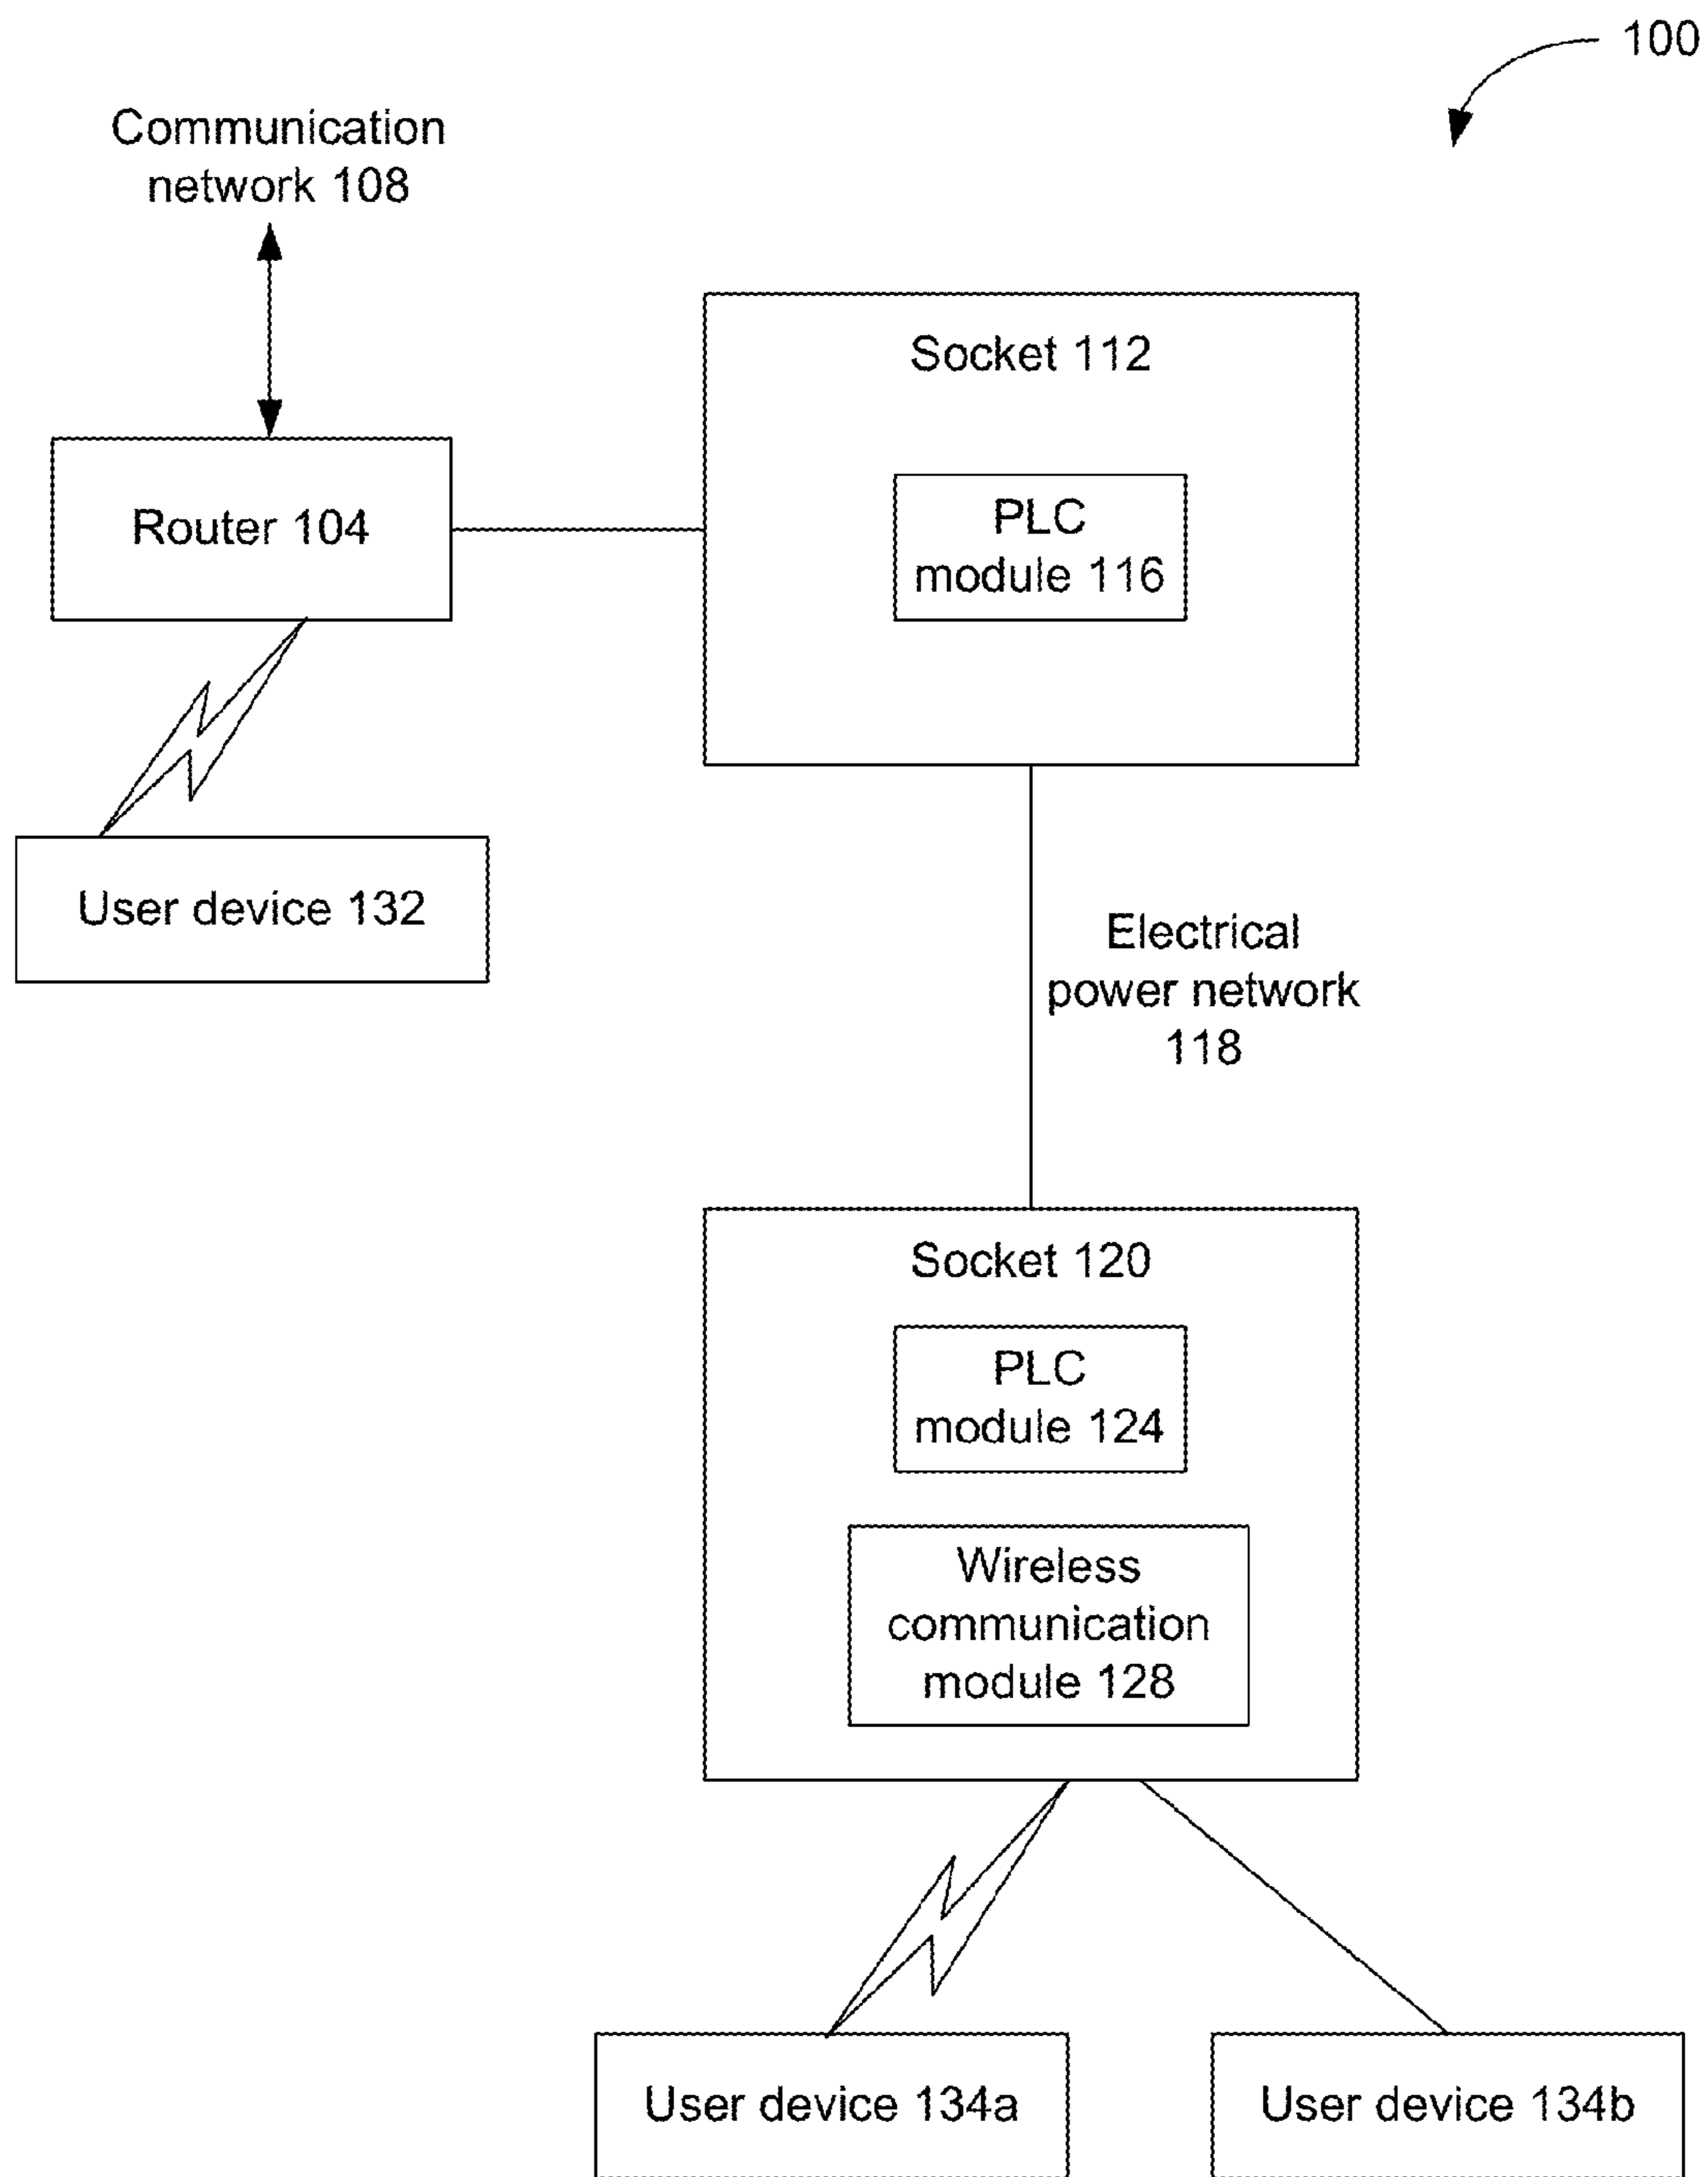 100
Communication
network 108
Socket 112
Router 104
PLC
module 116
User device 132
Electrical
power network
118
Socket 120
PLC
module 124
Wireless
communication
module 128
User device 134a
User device 134b